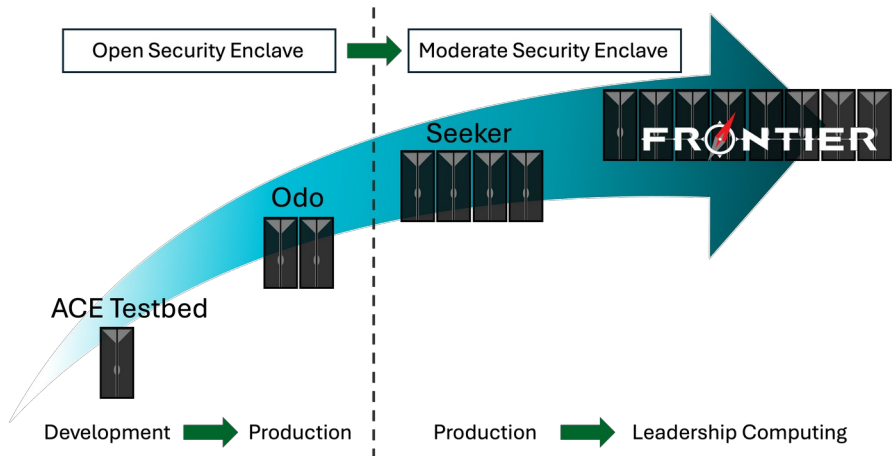 Open Security Enclave
Moderate Security Enclave
FRONTIER
Seeker
Odo
ACE Testbed
Development
Production
Production
Leadership Computing